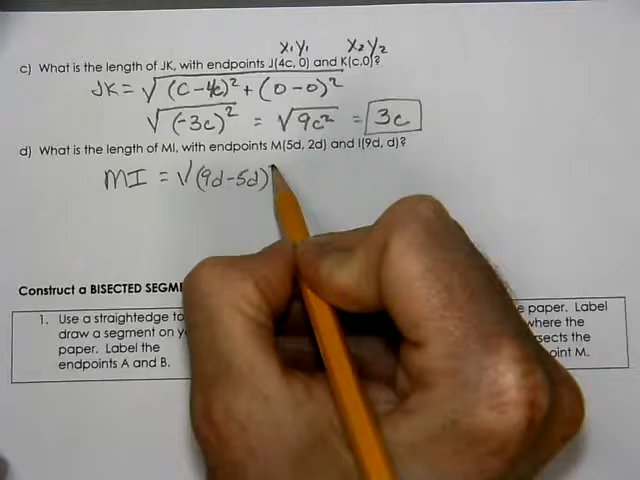 x₁ y₁ x₂ y₂
c) What is the length of JK, with endpoints J(4c, 0) and K(c,0)?
JK = √(c-4c)² + (0-0)²
√(-3c)² = √9c² = 3c
d) What is the length of MI, with endpoints M(5d, 2d) and I(9d, d)?
MI = √(9d-5d)
Construct a BISECTED SEGM
1. Use a straightedge to
draw a segment on y
paper. Label the
endpoints A and B.
e paper. Label
where the
sects the
oint M.